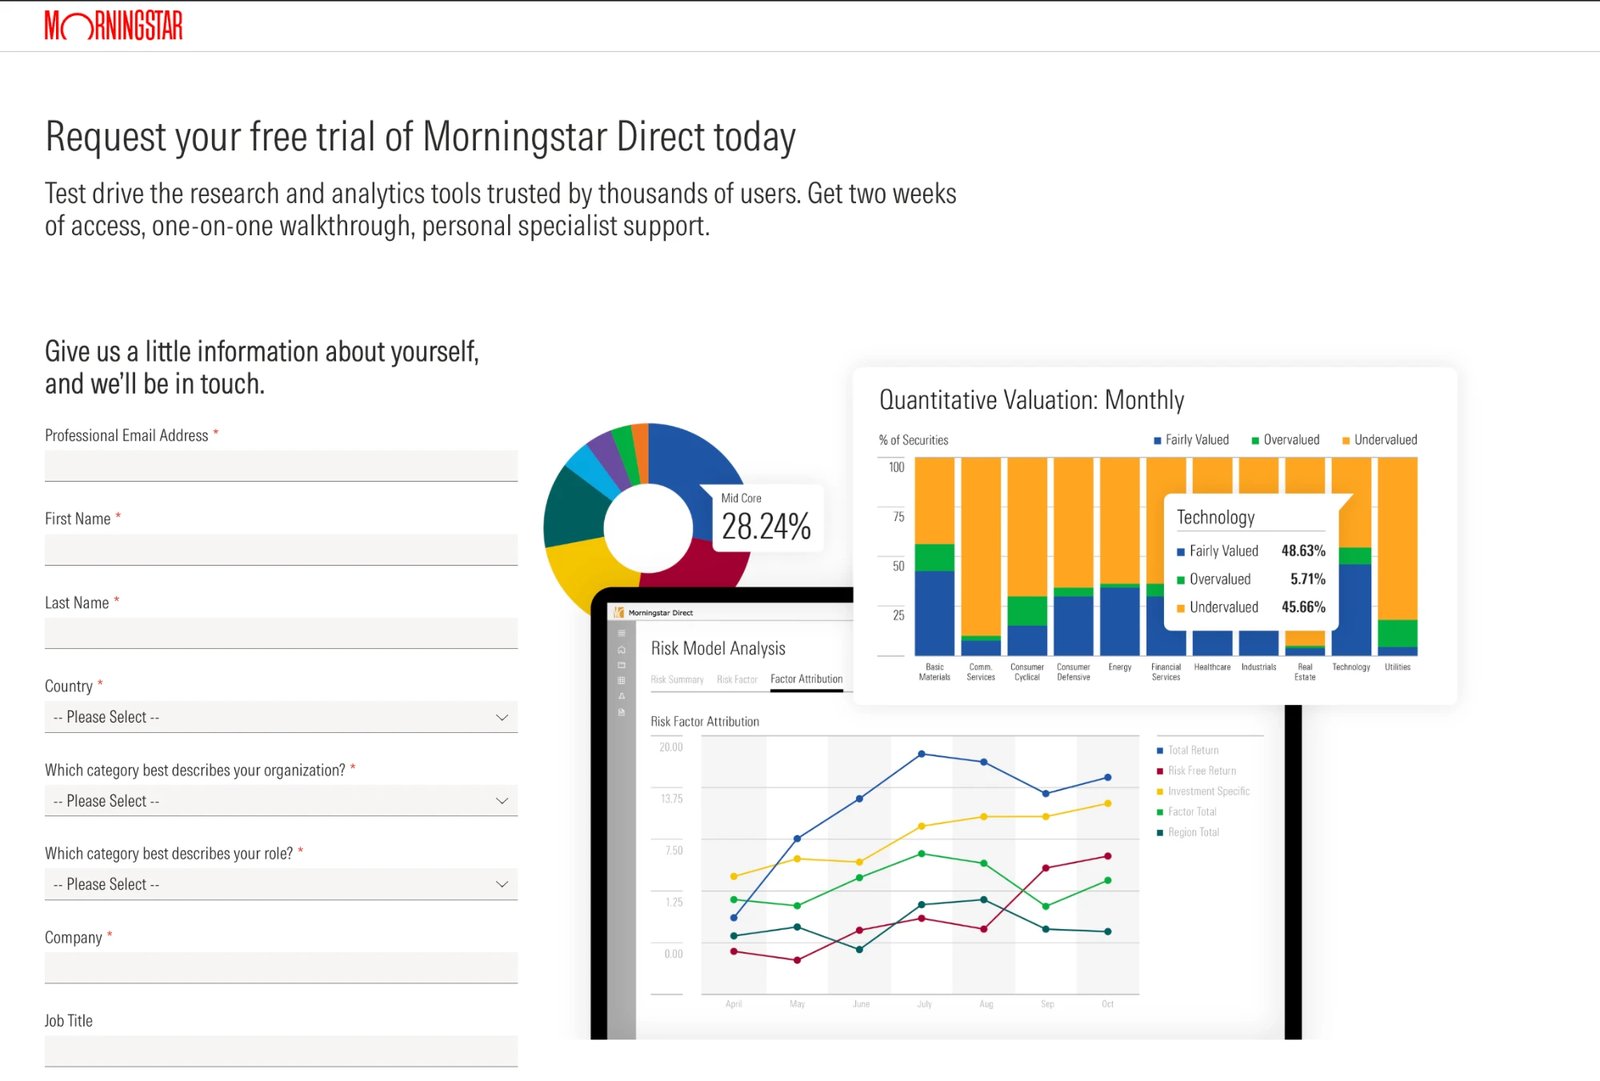 MORNINGSTAR
Request your free trial of Morningstar Direct today
Test drive the research and analytics tools trusted by thousands of users. Get two weeks
of access, one-on-one walkthrough, personal specialist support.
Give us a little information about yourself,
and we'll be in touch.
Professional Email Address *
First Name *
Last Name *
Country *
-- Please Select --
Which category best describes your organization? *
-- Please Select --
Which category best describes your role? *
-- Please Select --
Company *
Job Title
Mid Core
28.24%
Quantitative Valuation: Monthly
% of Securities
Fairly Valued Overvalued Undervalued
100
75
50
25
Technology
Fairly Valued 48.63%
Overvalued 5.71%
Undervalued 45.66%
Basic Materials
Comm. Services
Consumer Cyclical
Consumer Defensive
Energy
Financial Services
Healthcare
Industrials
Real Estate
Technology
Utilities
Morningstar Direct
Risk Model Analysis
Risk Summary Risk Factor Factor Attribution
Risk Factor Attribution
20.00
13.75
7.50
1.25
0.00
April May June July Aug Sep Oct
Total Return
Risk Free Return
Investment Specific
Factor Total
Region Total